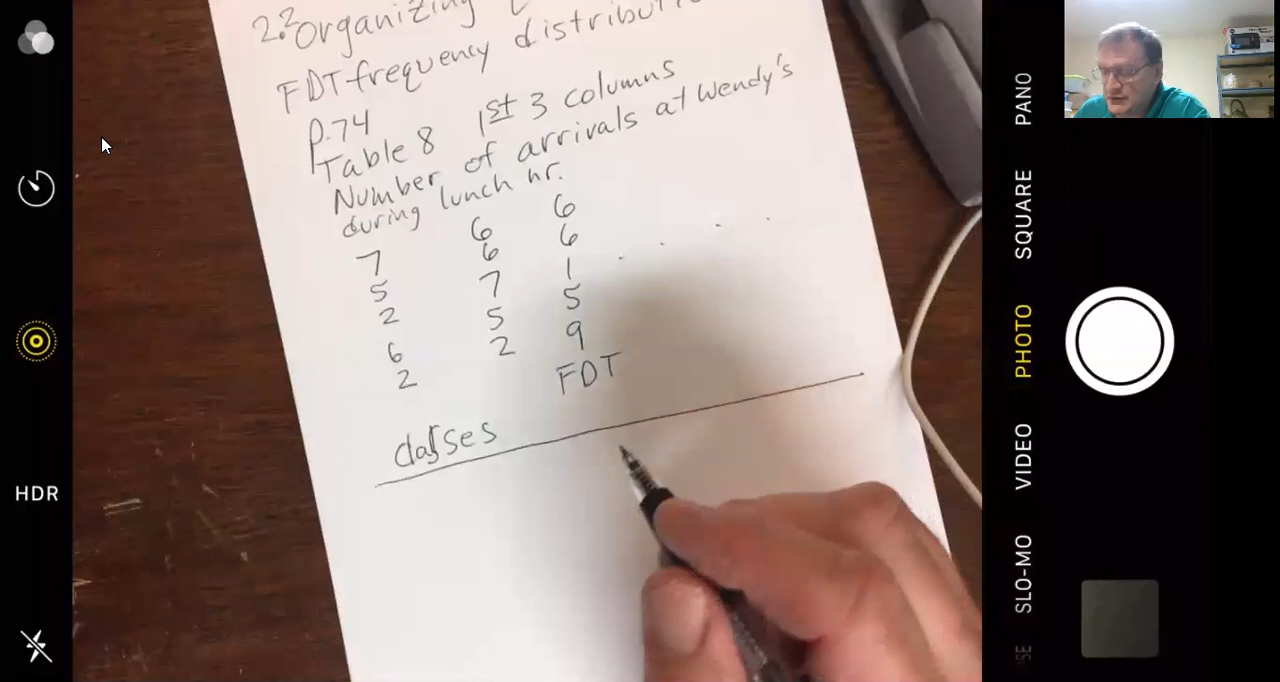 2.2 Organizing
FDT-frequency distributi
p.74
Table 8 1st 3 columns
Number of arrivals at Wendy's
during lunch hr.
7 6 6
5 6 6
2 7 1
6 5 5
2 2 9
FDT
classes
HDR
PANO
SQUARE
PHOTO
VIDEO
SLO-MO